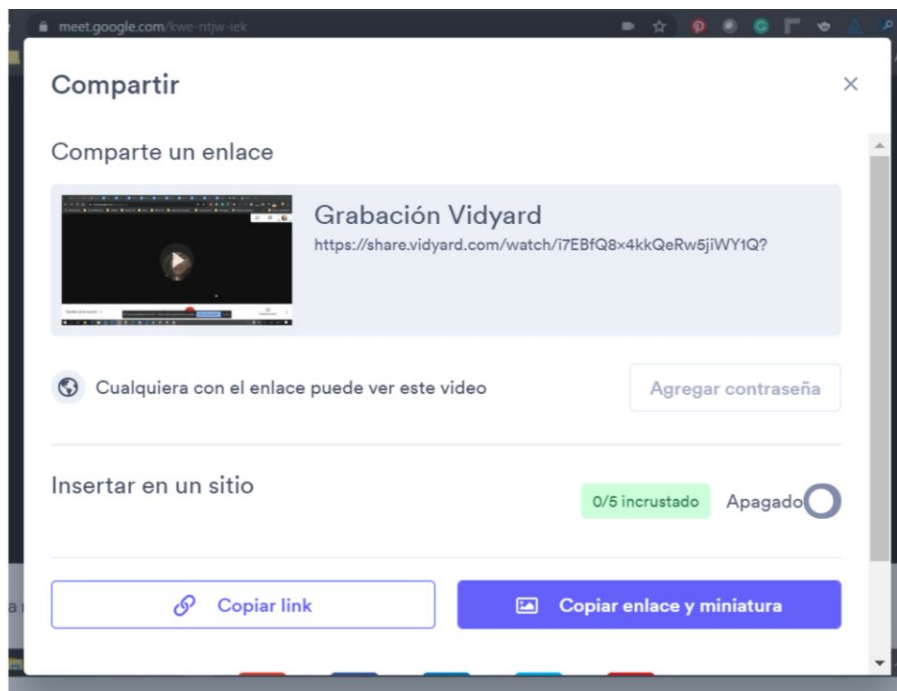 meet.google.com/kwe-ntjw-iek
Compartir
Comparte un enlace
Grabación Vidyard
https://share.vidyard.com/watch/i7EBfQ8×4kkQeRw5jiWY1Q?
Cualquiera con el enlace puede ver este video
Agregar contraseña
Insertar en un sitio
0/5 incrustado
Apagado
Copiar link
Copiar enlace y miniatura